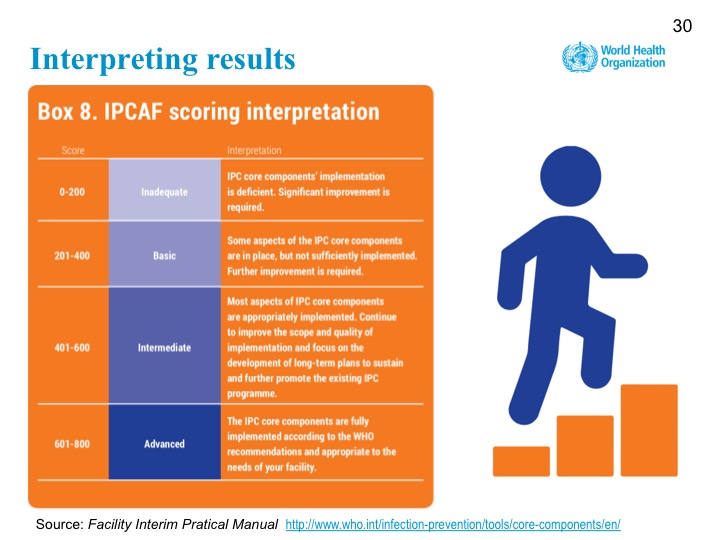 30
Interpreting results
World Health
Organization
Box 8. IPCAF scoring interpretation
Score
Interpretation
0-200
Inadequate
IPC core components' implementation
is deficient. Significant improvement is
required.
201-400
Basic
Some aspects of the IPC core components
are in place, but not sufficiently implemented.
Further improvement is required.
401-600
Intermediate
Most aspects of IPC core components
are appropriately implemented. Continue
to improve the scope and quality of
implementation and focus on the
development of long-term plans to sustain
and further promote the existing IPC
programme.
601-800
Advanced
The IPC core components are fully
implemented according to the WHO
recommendations and appropriate to the
needs of your facility.
Source: Facility Interim Pratical Manual http://www.who.int/infection-prevention/tools/core-components/en/